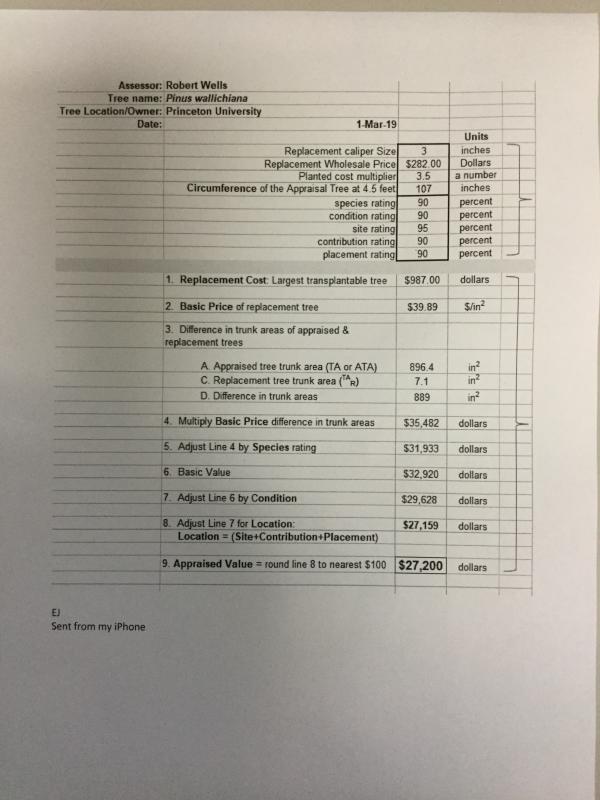 Assessor: Robert Wells
Tree name: Pinus wallichiana
Tree Location/Owner: Princeton University
Date: 1-Mar-19
Units
Replacement caliper Size 3 inches
Replacement Wholesale Price $282.00 Dollars
Planted cost multiplier 3.5 a number
Circumference of the Appraisal Tree at 4.5 feet 107 inches
species rating 90 percent
condition rating 90 percent
site rating 95 percent
contribution rating 90 percent
placement rating 90 percent
1. Replacement Cost: Largest transplantable tree $987.00 dollars
2. Basic Price of replacement tree $39.89 $/in²
3. Difference in trunk areas of appraised &
replacement trees
A. Appraised tree trunk area (TA or ATA) 896.4 in²
C. Replacement tree trunk area (TAR) 7.1 in²
D. Difference in trunk areas 889 in²
4. Multiply Basic Price difference in trunk areas $35,482 dollars
5. Adjust Line 4 by Species rating $31,933 dollars
6. Basic Value $32,920 dollars
7. Adjust Line 6 by Condition $29,628 dollars
8. Adjust Line 7 for Location: $27,159 dollars
Location = (Site+Contribution+Placement)
9. Appraised Value = round line 8 to nearest $100 $27,200 dollars
EJ
Sent from my iPhone